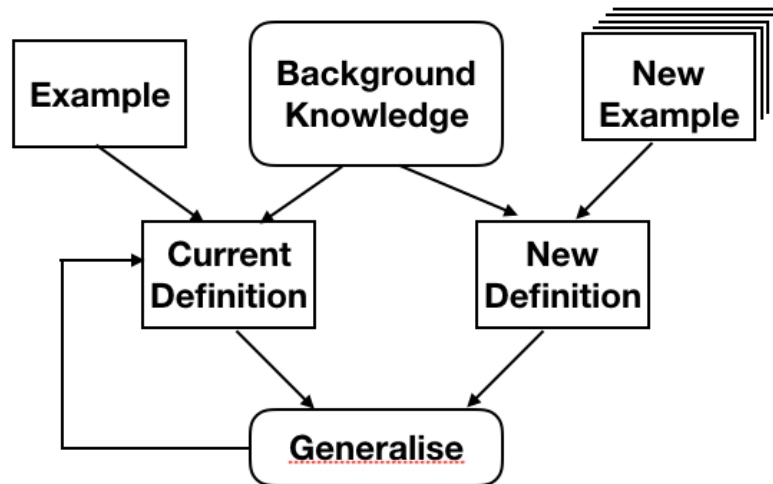 Example
Background
Knowledge
New
Example
Current
Definition
New
Definition
Generalise